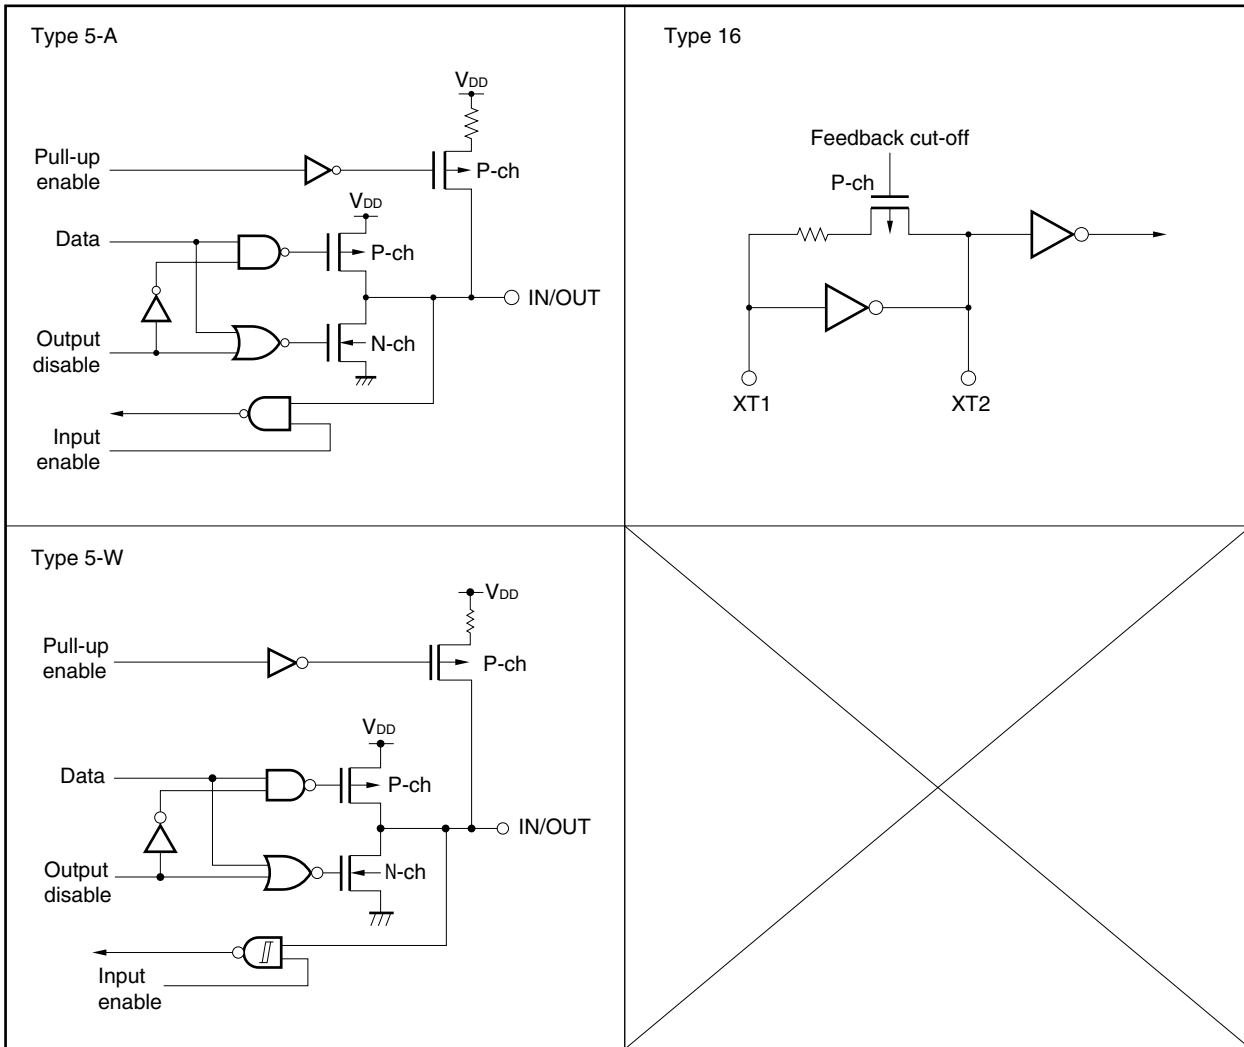 Type 5-A
VDD
Pull-up
enable
P-ch
VDD
Data
P-ch
IN/OUT
Output
disable
N-ch
Input
enable
Type 16
Feedback cut-off
P-ch
XT1
XT2
Type 5-W
VDD
Pull-up
enable
P-ch
VDD
Data
P-ch
IN/OUT
Output
disable
N-ch
Input
enable